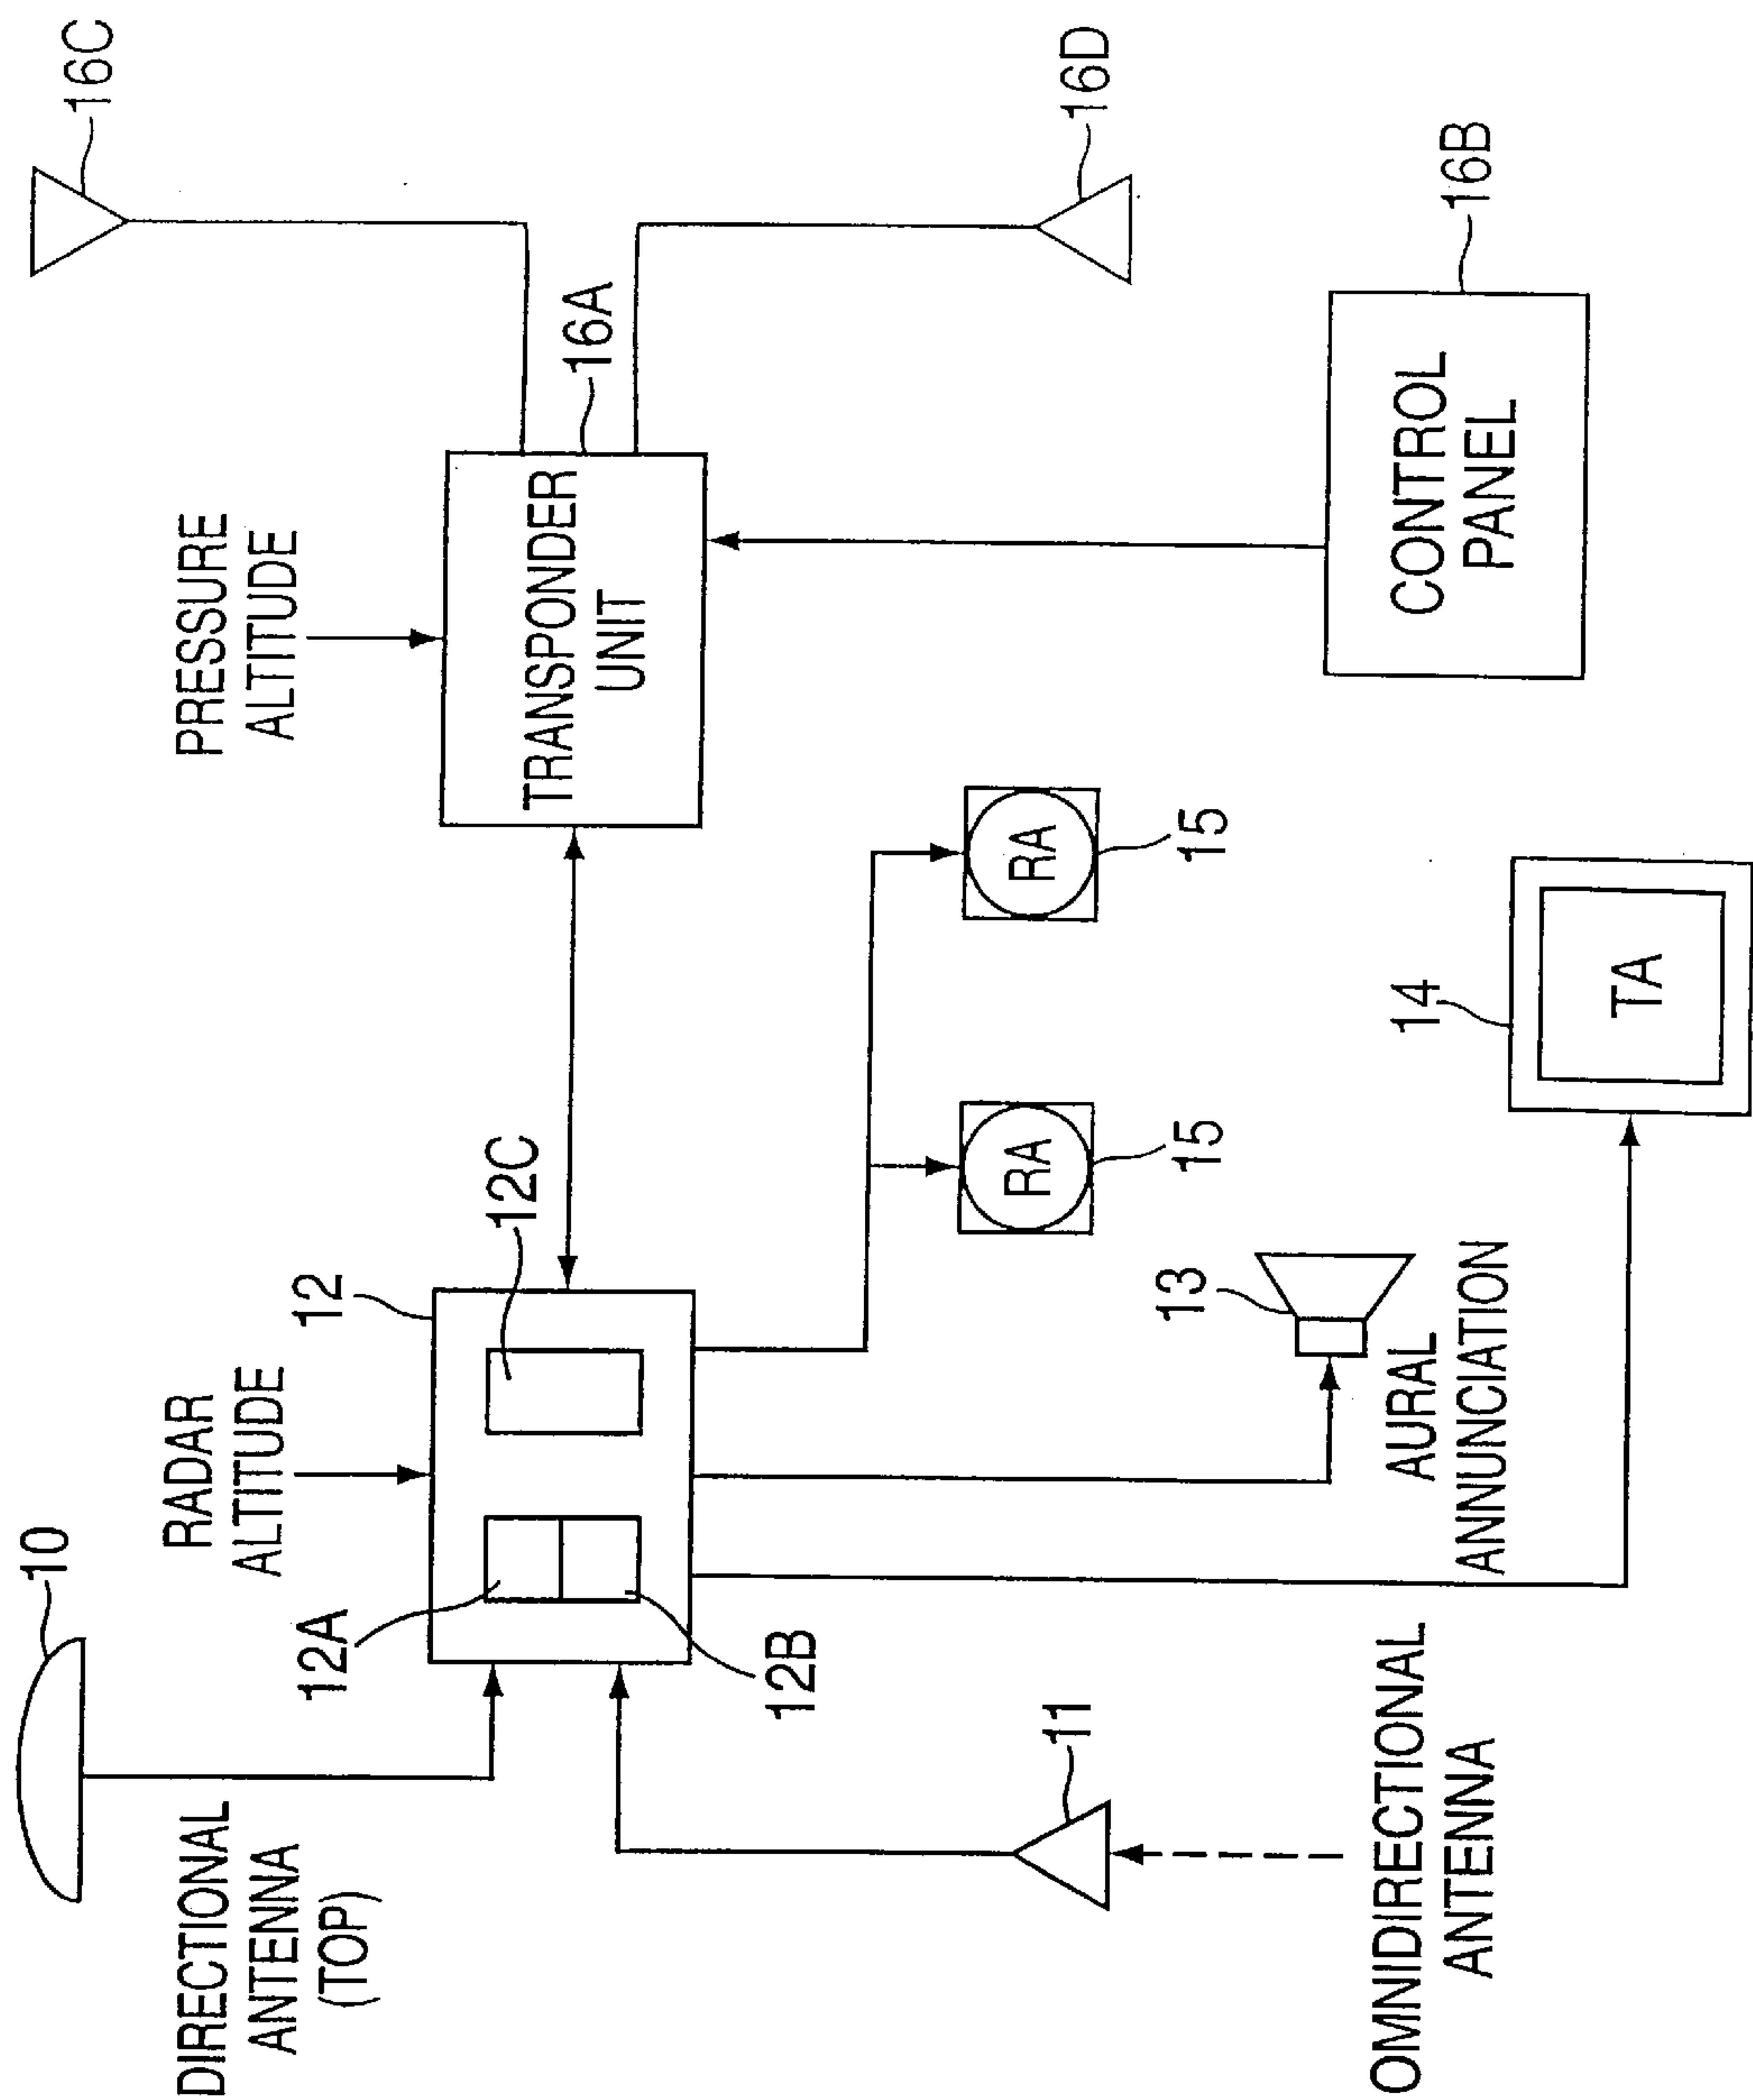 10
DIRECTIONAL
ANTENNA
(TOP)
RADAR
ALTITUDE
PRESSURE
ALTITUDE
16C
12
12A
12B
12C
TRANSPONDER
UNIT
16A
11
OMNIDIRECTIONAL
ANTENNA
13
AURAL
ANNUNCIATION
RA
15
RA
15
14
TA
CONTROL
PANEL
16B
16D